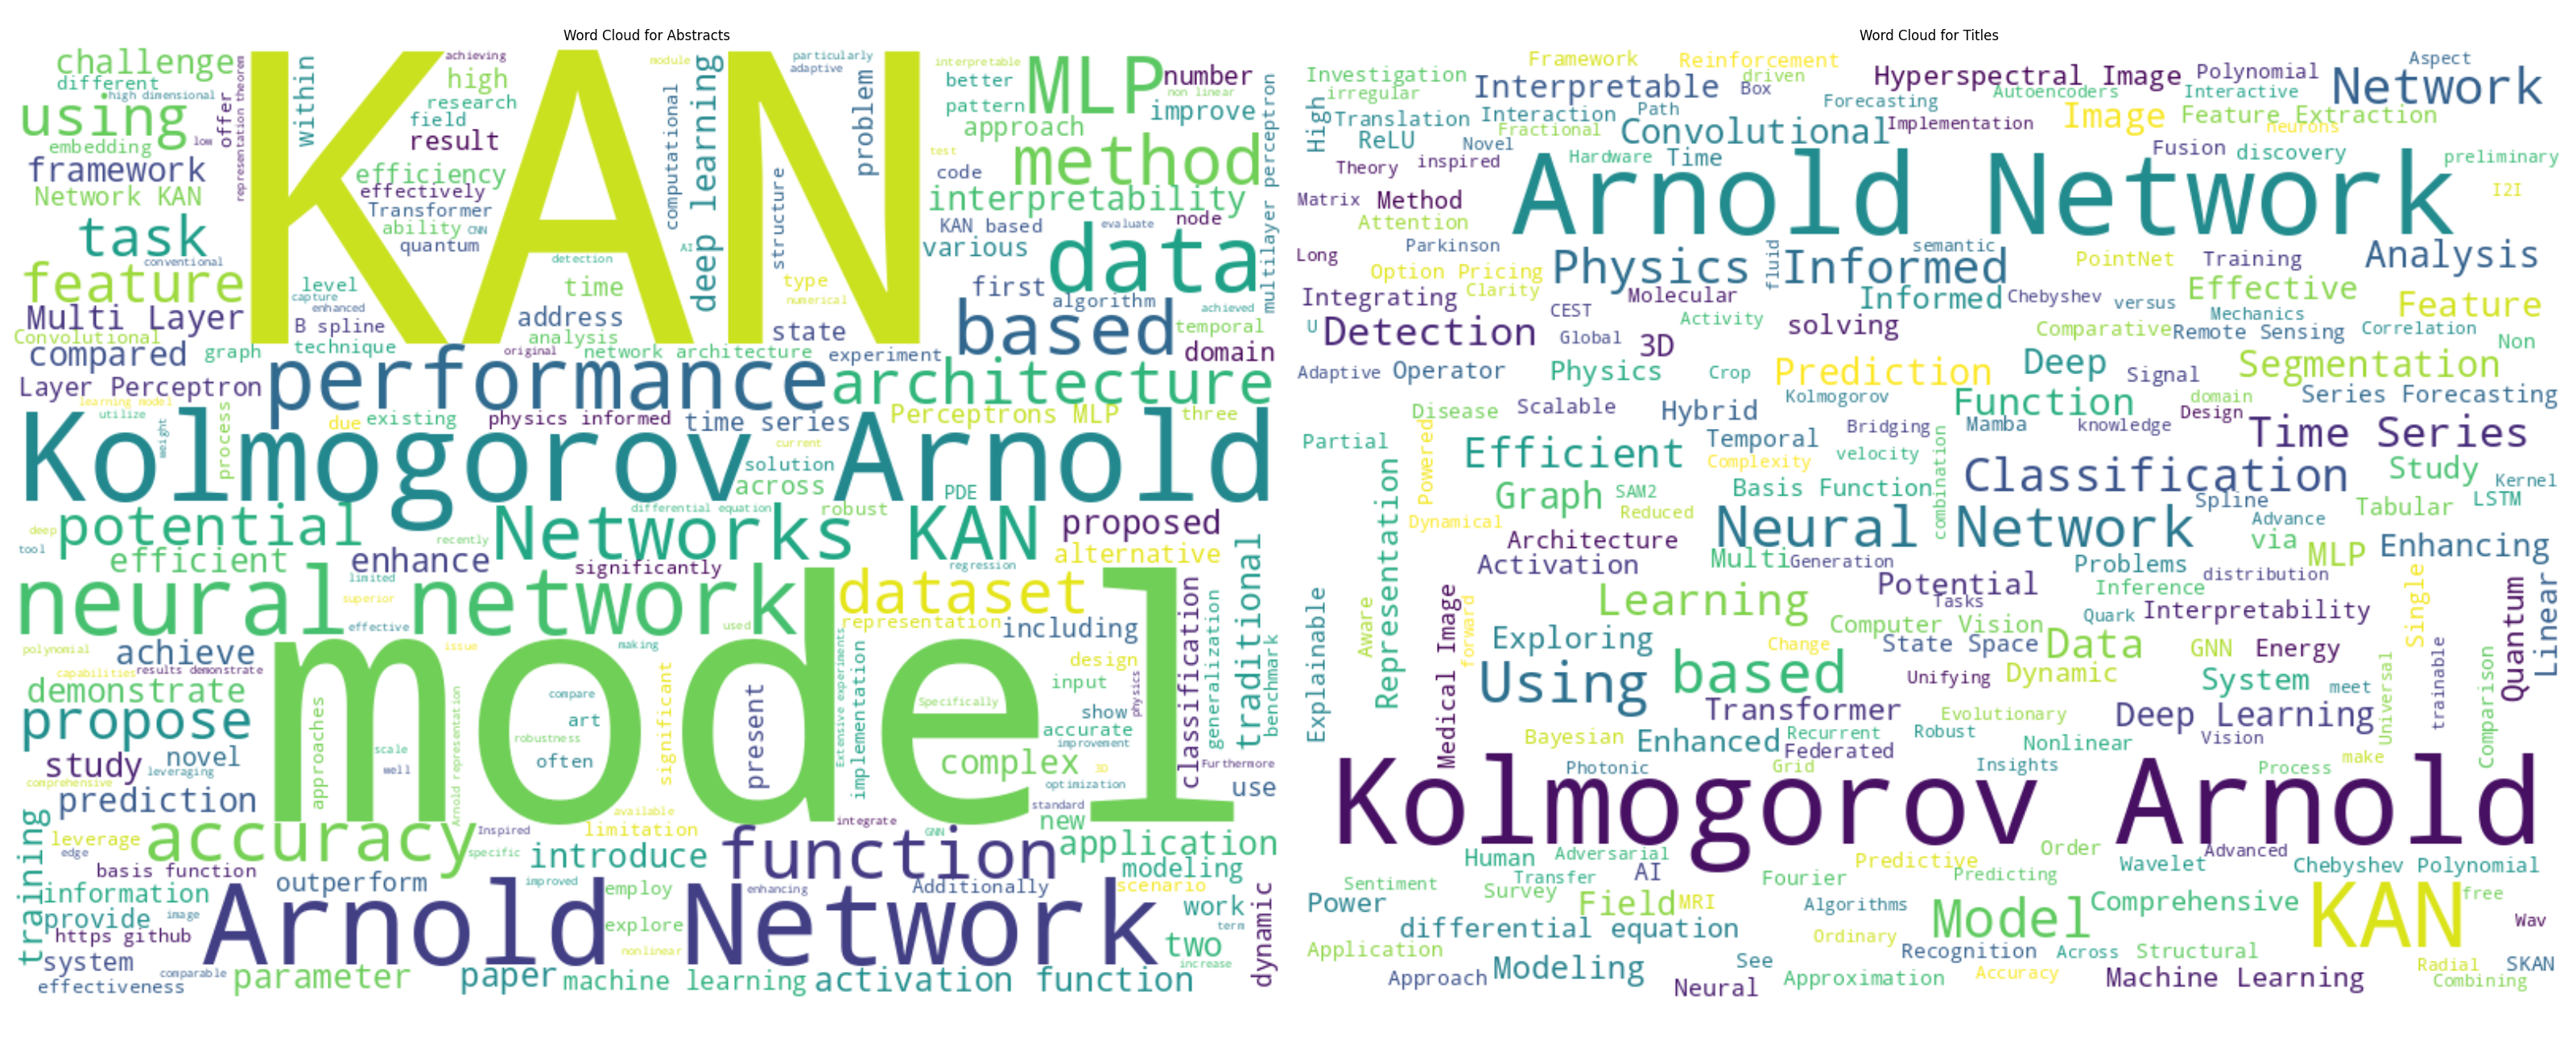 Word Cloud for Abstracts
challenge
different
high dimensional
using
offer
representation theorem
low
embedding
framework
Network KAN
task
conventional
feature
Multi Layer
Convolutional
compared
graph
Layer Perceptron
learning model
utilize
weight
process
KAN
within
achieving
high
research
field
result
efficiency
effectively
Transformer
ability
CNN
quantum
detection
level
capture
enhanced
B spline
technique
time
address
analysis
original
network architecture
module
computational
AI
deep learning
particularly
adaptive
problem
structure
type
numerical
state
experiment
interpretable
better
pattern
approach
test
code
MLP
number
non linear
improve
method
interpretability
KAN based
evaluate
node
various
data
multilayer perceptron
first
algorithm
achieved
based
temporal
domain
performance
architecture
due
existing
physics informed
time series
Perceptrons MLP
three
current
Kolmogorov Arnold
solution
across
PDE
deep
tool
potential
differential equation
robust
recently
Networks KAN
proposed
efficient
enhance
significantly
alternative
regression
limited
superior
effective
neural network
used
dataset
representation
including
classification
generalization
traditional
benchmark
polynomial
achieve
issue
making
capabilities
results demonstrate
demonstrate
propose
model
approaches
compare
art
robustness
often
scale
well
Arnold representation
significant
present
Extensive experiments
implementation
Specifically
design
input
physics
show
accurate
improvement
complex
3D
optimization
Furthermore
use
study
novel
leveraging
comprehensive
prediction
available
standard
training
leverage
edge
accuracy
Inspired
specific
limitation
integrate
GNN
new
introduce
function
application
modeling
basis function
information
outperform
improved
employ
enhancing
Additionally
scenario
provide
image
Arnold Network
explore
work
term
https github
nonlinear
two
increase
dynamic
system
comparable
effectiveness
parameter
paper
machine learning
activation function
Word Cloud for Titles
Framework
Reinforcement
Aspect
Investigation
irregular
Interpretable
driven
Box
Hyperspectral Image
Polynomial
Autoencoders
Interactive
Network
High
Translation
Interaction
Path
Forecasting
Fractional
Convolutional
Implementation
Image
Feature Extraction
neurons
ReLU
Novel
Theory
inspired
Hardware
Time
Fusion
discovery
preliminary
Matrix
Method
Attention
Arnold Network
I2I
Parkinson
Long
semantic
Option Pricing
Clarity
Physics
fluid
Informed
PointNet
Training
Analysis
Integrating
Molecular
Informed
Chebyshev
versus
Effective
Mechanics
Feature
U
Detection
CEST
Activity
solving
Comparative
Remote Sensing
Correlation
Global
3D
Non
Adaptive
Operator
Physics
Crop
Prediction
Deep
Signal
Segmentation
Disease
Scalable
Hybrid
Kolmogorov
Function
domain
Design
Series Forecasting
Partial
Powered
Temporal
Bridging
Mamba
knowledge
Time Series
Efficient
Complexity
velocity
combination
Classification
Study
Kernel
Representation
Graph
SAM2
Reduced
Basis Function
Spline
Tabular
LSTM
Dynamical
Neural Network
Advance
via
Architecture
Activation
Multi
Generation
Problems
MLP
Enhancing
Explainable
Aware
Medical Image
forward
Learning
Potential
Tasks
Inference
distribution
Single
Quantum
Linear
Exploring
Computer Vision
Quark
Interpretability
Change
State Space
Data
GNN
Energy
Using
based
Unifying
Dynamic
System
meet
Universal
trainable
Comparison
Transformer
Evolutionary
Deep Learning
Bayesian
Enhanced
Recurrent
Federated
Robust
Nonlinear
Vision
Photonic
Grid
Insights
Process
make
Kolmogorov Arnold
Human
Adversarial
Transfer
AI
Predictive
Predicting
Order
Wavelet
Advanced
Chebyshev Polynomial
Sentiment
Survey
Fourier
Power
Field
MRI
Algorithms
Model
Comprehensive
KAN
free
Wav
differential equation
Ordinary
Application
Recognition
Across
Structural
Approach
Modeling
See
Neural
Approximation
Accuracy
Machine Learning
Radial
SKAN
Combining